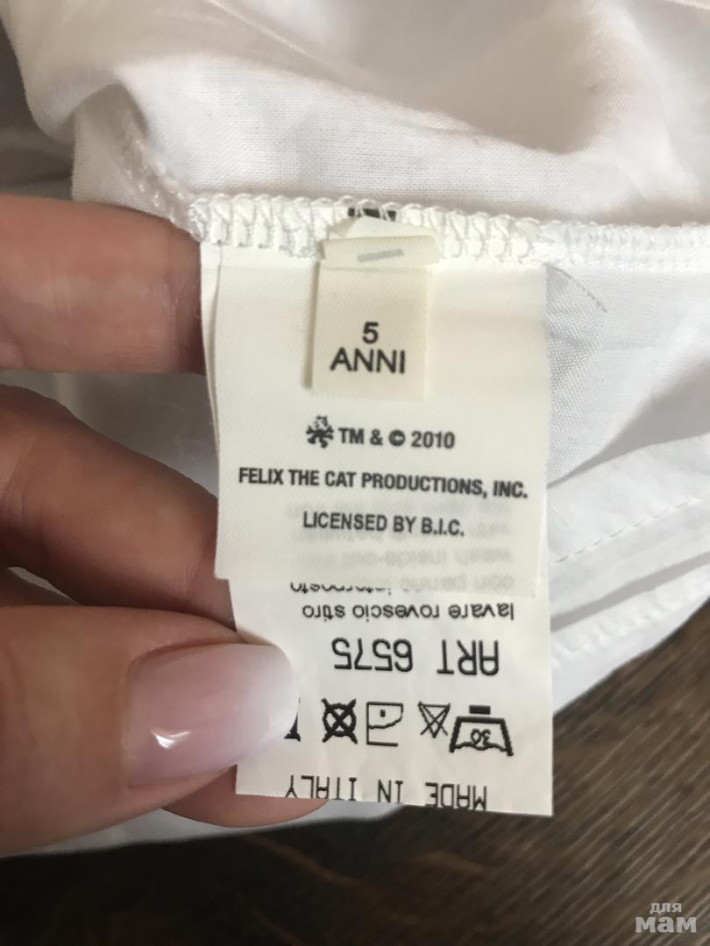 5
ANNI
TM & © 2010
FELIX THE CAT PRODUCTIONS, INC.
LICENSED BY B.I.C.
lavare rovescio stiro
ART 6575
30
MADE IN ITALY
для
мам